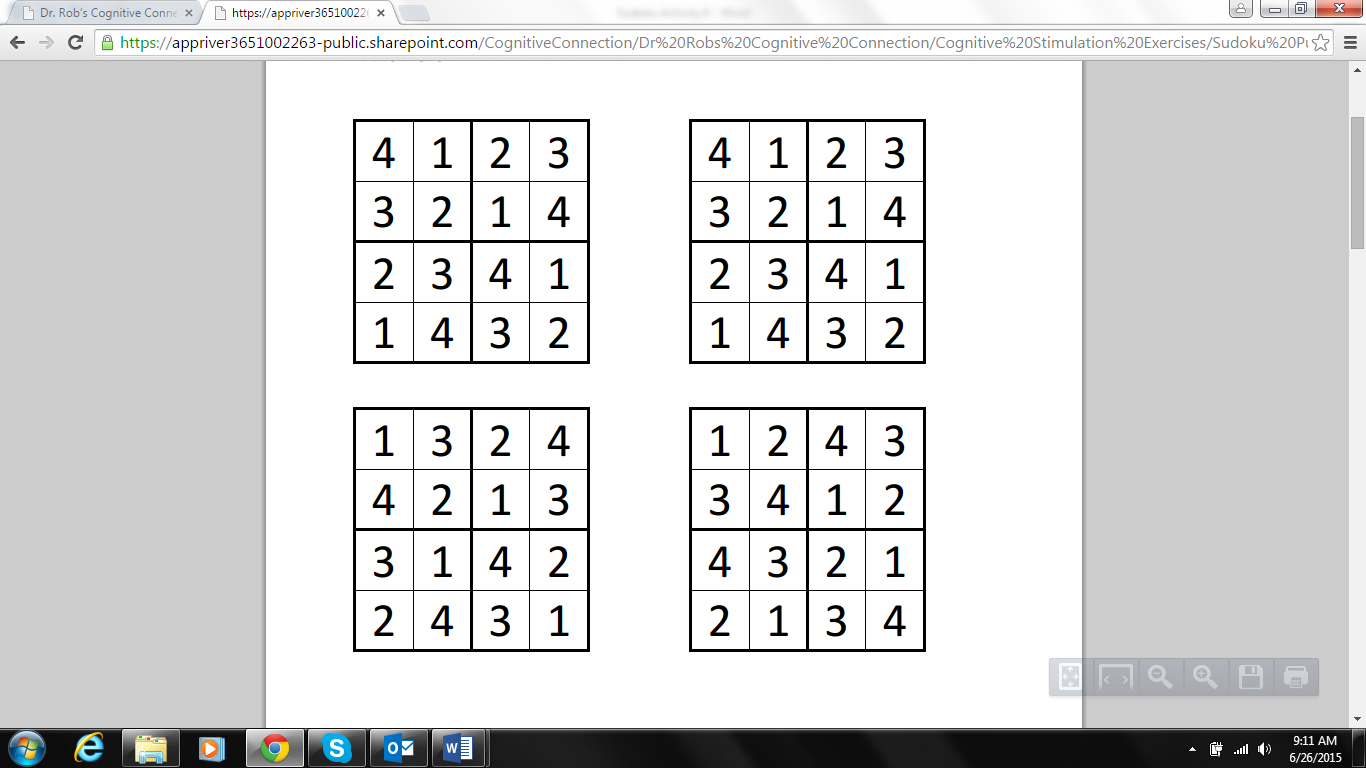 Dr. Rob's Cognitive Conne
https://appriver36510022
https://appriver3651002263-public.sharepoint.com/CognitiveConnection/Dr%20Robs%20Cognitive%20Connection/Cognitive%20Stimulation%20Exercises/Sudoku%20Pu
4 1 2 3
3 2 1 4
2 3 4 1
1 4 3 2
4 1 2 3
3 2 1 4
2 3 4 1
1 4 3 2
1 3 2 4
4 2 1 3
3 1 4 2
2 4 3 1
1 2 4 3
3 4 1 2
4 3 2 1
2 1 3 4
9:11 AM
6/26/2015